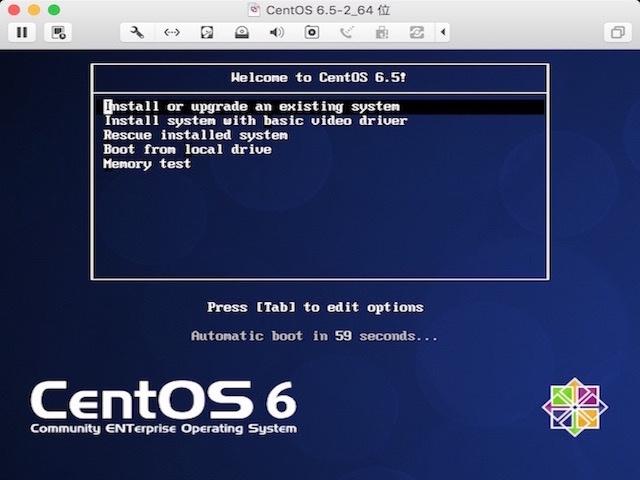 CentOS 6.5-2_64 位
Welcome to CentOS 6.5!
Install or upgrade an existing system
Install system with basic video driver
Rescue installed system
Boot from local drive
Memory test
Press [Tab] to edit options
Automatic boot in 59 seconds...
CentOS 6
Community ENTerprise Operating System